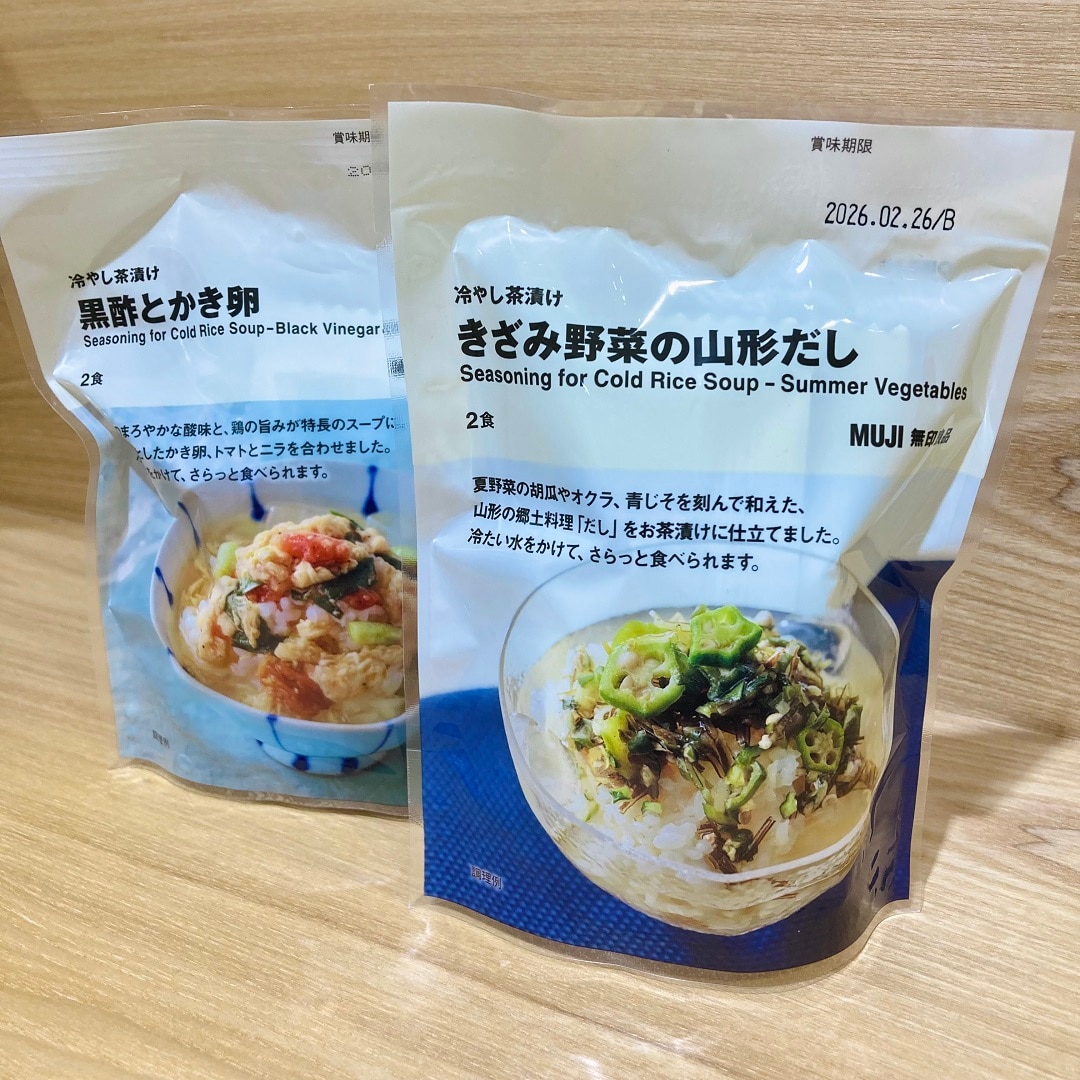 賞味期
20
冷やし茶漬け
黒酢とかき卵
Seasoning for Cold Rice Soup-Black Vinegar
2食
まろやかな酸味と、鶏の旨みが特長のスープに
したかき卵、トマトとニラを合わせました。
かけて、さらっと食べられます。
調理例
賞味期限
2026.02.26/B
冷やし茶漬け
きざみ野菜の山形だし
Seasoning for Cold Rice Soup - Summer Vegetables
2食
MUJI 無印良品
夏野菜の胡瓜やオクラ、青じそを刻んで和えた、
山形の郷土料理「だし」をお茶漬けに仕立てました。
冷たい水をかけて、さらっと食べられます。
調理例